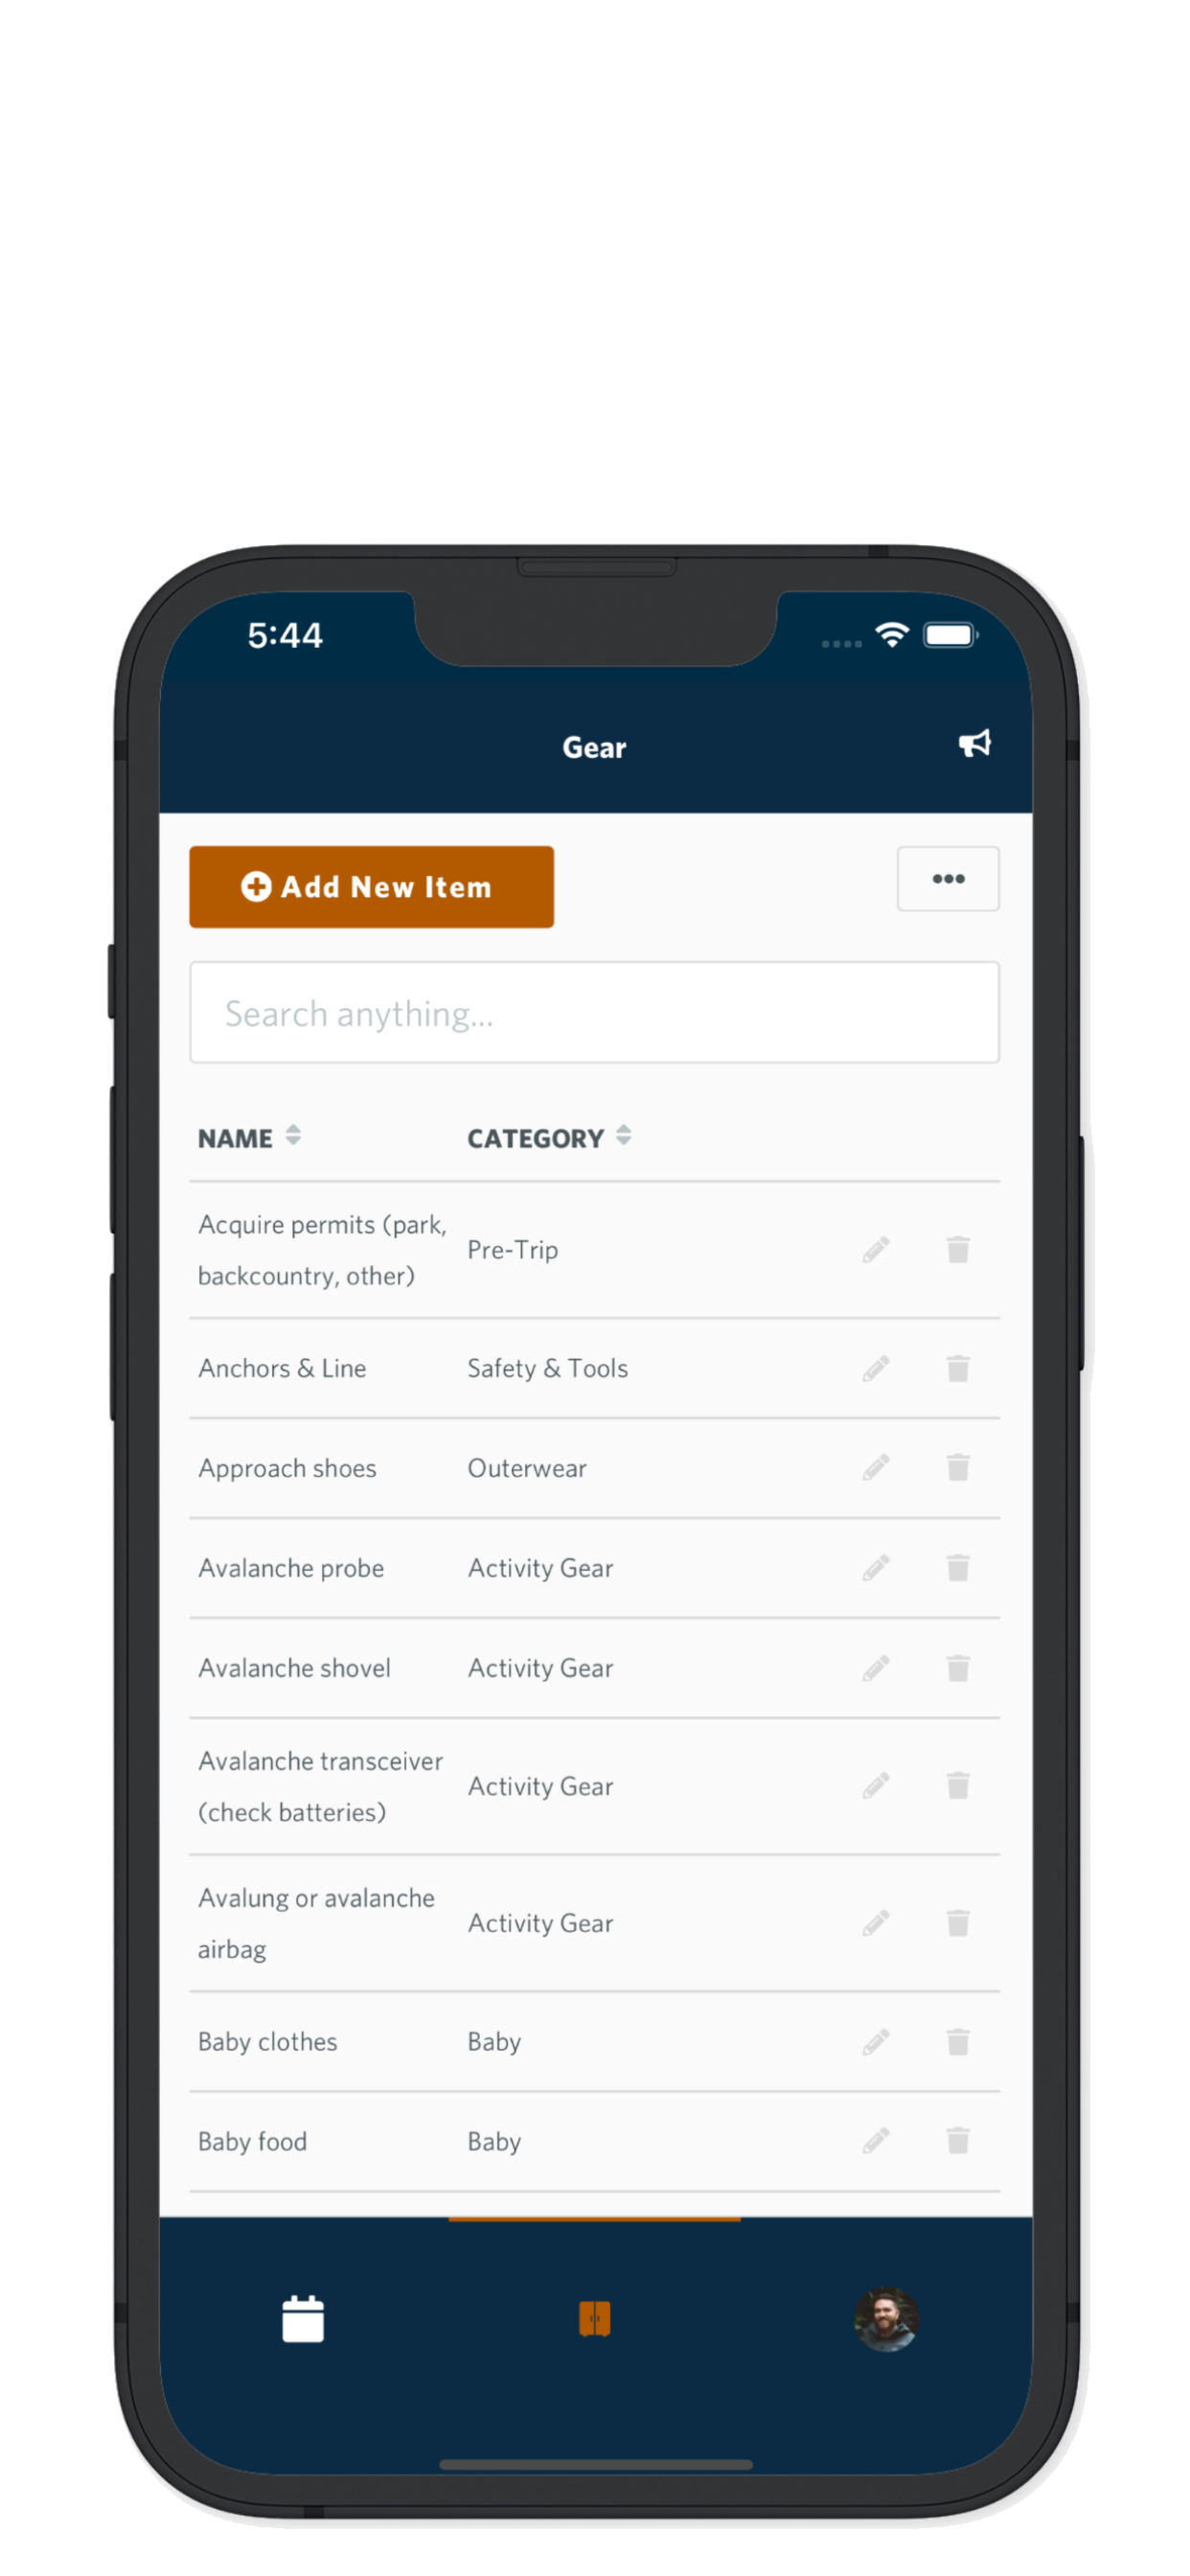 5:44
Gear
Add New Item
Search anything...
NAME CATEGORY
Acquire permits (park,
backcountry, other)
Pre-Trip
Anchors & Line Safety & Tools
Approach shoes Outerwear
Avalanche probe Activity Gear
Avalanche shovel Activity Gear
Avalanche transceiver
(check batteries)
Activity Gear
Avalung or avalanche
airbag
Activity Gear
Baby clothes Baby
Baby food Baby